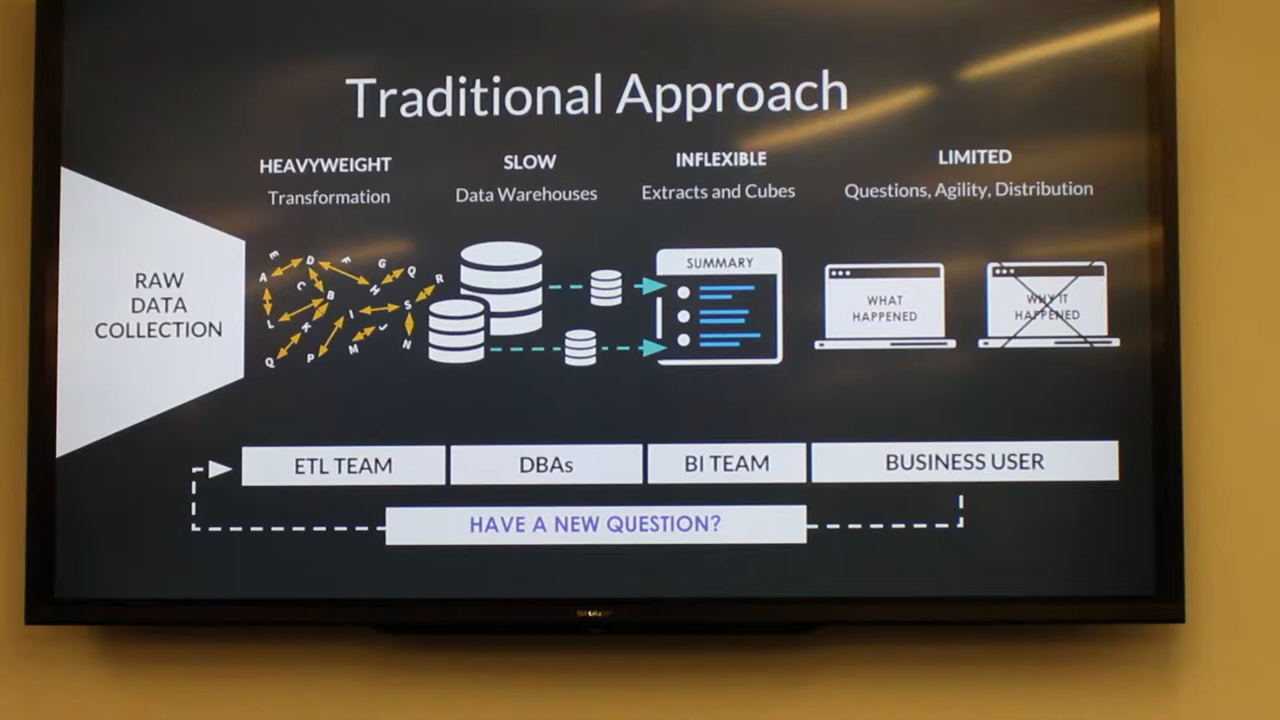 Traditional Approach
HEAVYWEIGHT
Transformation
SLOW
Data Warehouses
INFLEXIBLE
Extracts and Cubes
LIMITED
Questions, Agility, Distribution
RAW
DATA
COLLECTION
E
D
F
G
Q
R
A
C
B
H
S
L
K
I
J
N
Q
P
M
SUMMARY
WHAT
HAPPENED
WHY IT
HAPPENED
ETL TEAM
DBAs
BI TEAM
BUSINESS USER
HAVE A NEW QUESTION?
SHARP